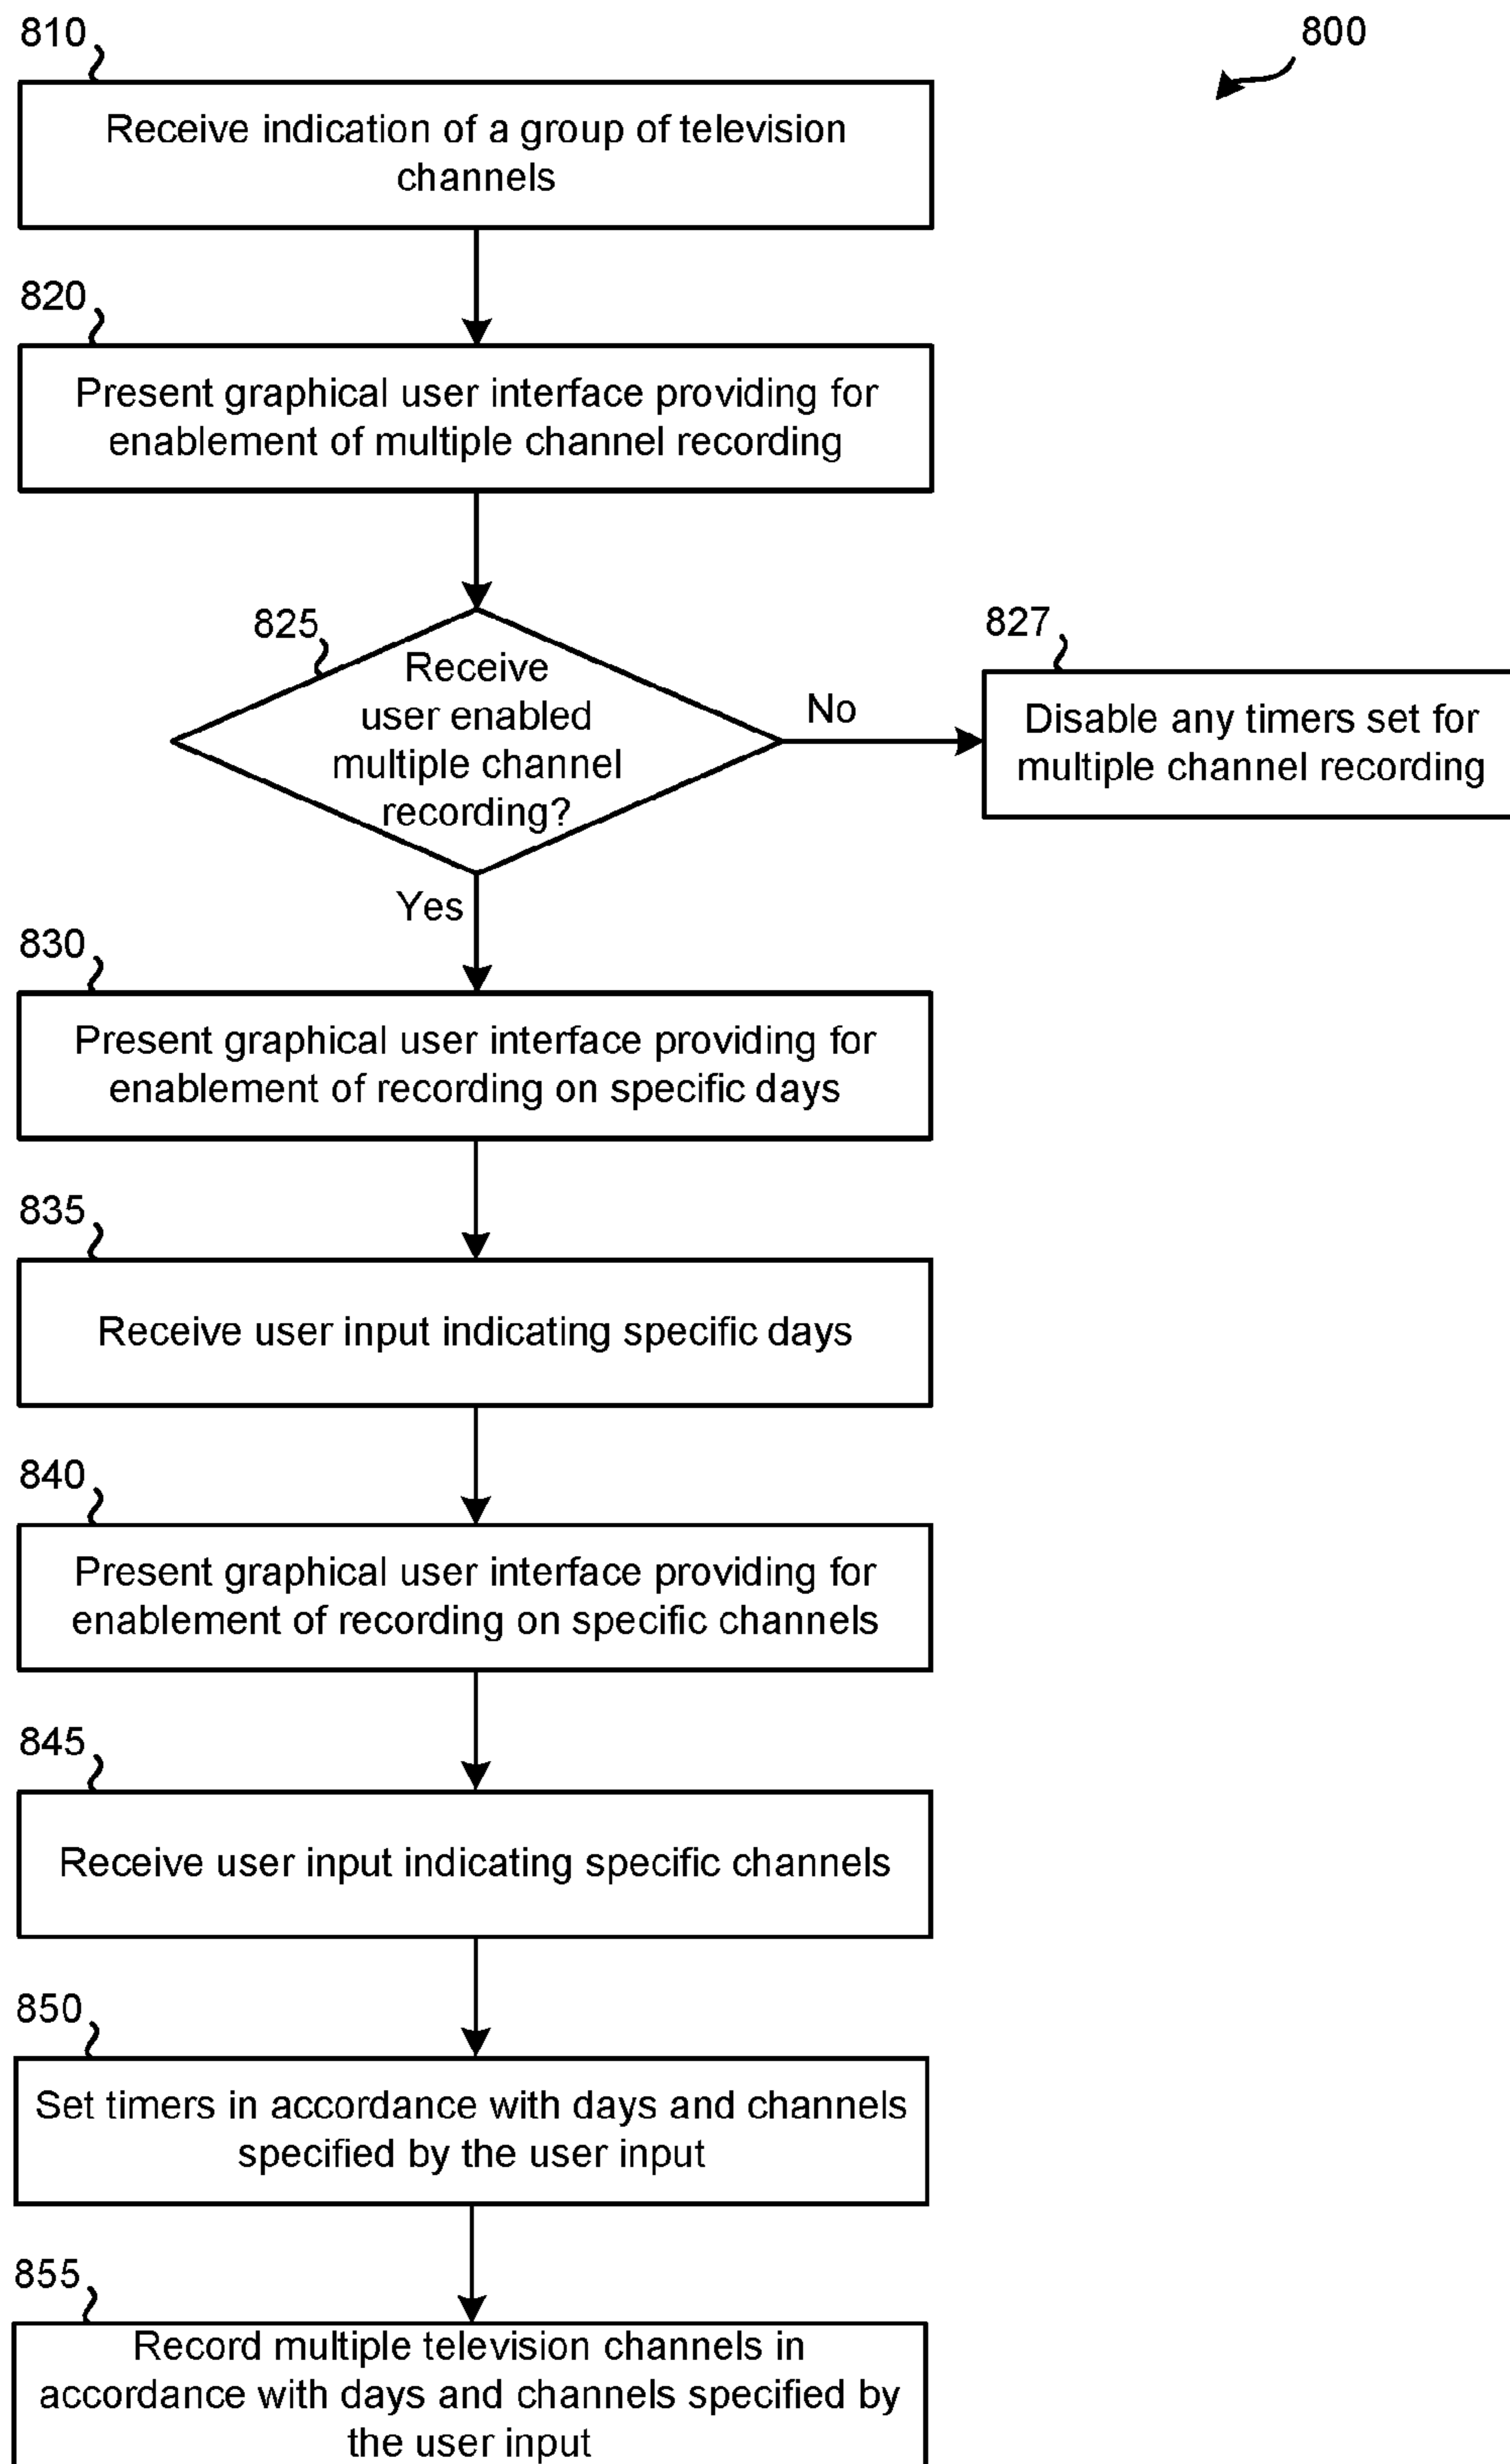 810
800
Receive indication of a group of television
channels
820
Present graphical user interface providing for
enablement of multiple channel recording
825
Receive
user enabled
multiple channel
recording?
No
827
Disable any timers set for
multiple channel recording
Yes
830
Present graphical user interface providing for
enablement of recording on specific days
835
Receive user input indicating specific days
840
Present graphical user interface providing for
enablement of recording on specific channels
845
Receive user input indicating specific channels
850
Set timers in accordance with days and channels
specified by the user input
855
Record multiple television channels in
accordance with days and channels specified by
the user input